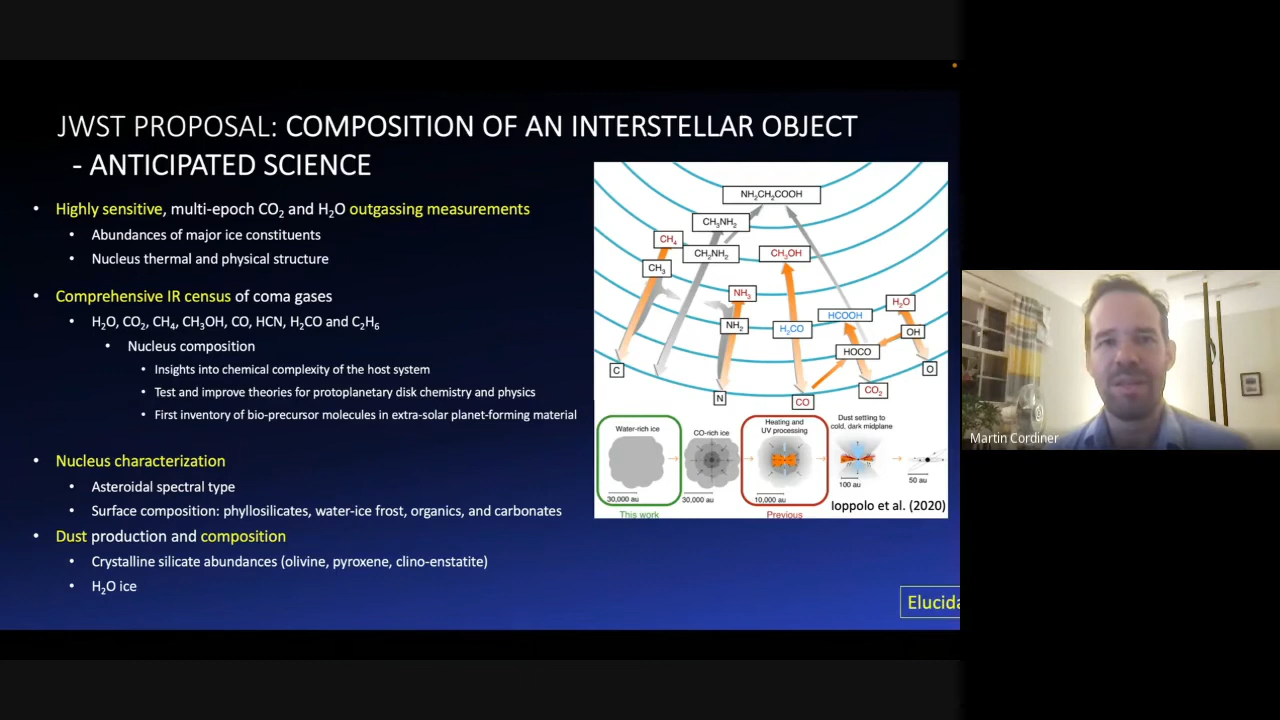 JWST PROPOSAL: COMPOSITION OF AN INTERSTELLAR OBJECT
- ANTICIPATED SCIENCE
• Highly sensitive, multi-epoch CO₂ and H₂O outgassing measurements
• Abundances of major ice constituents
• Nucleus thermal and physical structure
• Comprehensive IR census of coma gases
• H₂O, CO₂, CH₄, CH₃OH, CO, HCN, H₂CO and C₂H₆
• Nucleus composition
• Insights into chemical complexity of the host system
• Test and improve theories for protoplanetary disk chemistry and physics
• First inventory of bio-precursor molecules in extra-solar planet-forming material
• Nucleus characterization
• Asteroidal spectral type
• Surface composition: phyllosilicates, water-ice frost, organics, and carbonates
• Dust production and composition
• Crystalline silicate abundances (olivine, pyroxene, clino-enstatite)
• H₂O ice
NH₂CH₂COOH
CH₃NH₂
CH₄
CH₂NH₂
CH₃OH
CH₃
NH₃
H₂O
HCOOH
NH₂
H₂CO
OH
HOCO
C
O
CO₂
N
CO
Water-rich ice
30,000 au
This work
CO-rich ice
30,000 au
Heating and
UV processing
10,000 au
Previous
Dust settling to
cold, dark midplane
100 au
50 au
Ioppolo et al. (2020)
Elucida
Martin Cordiner